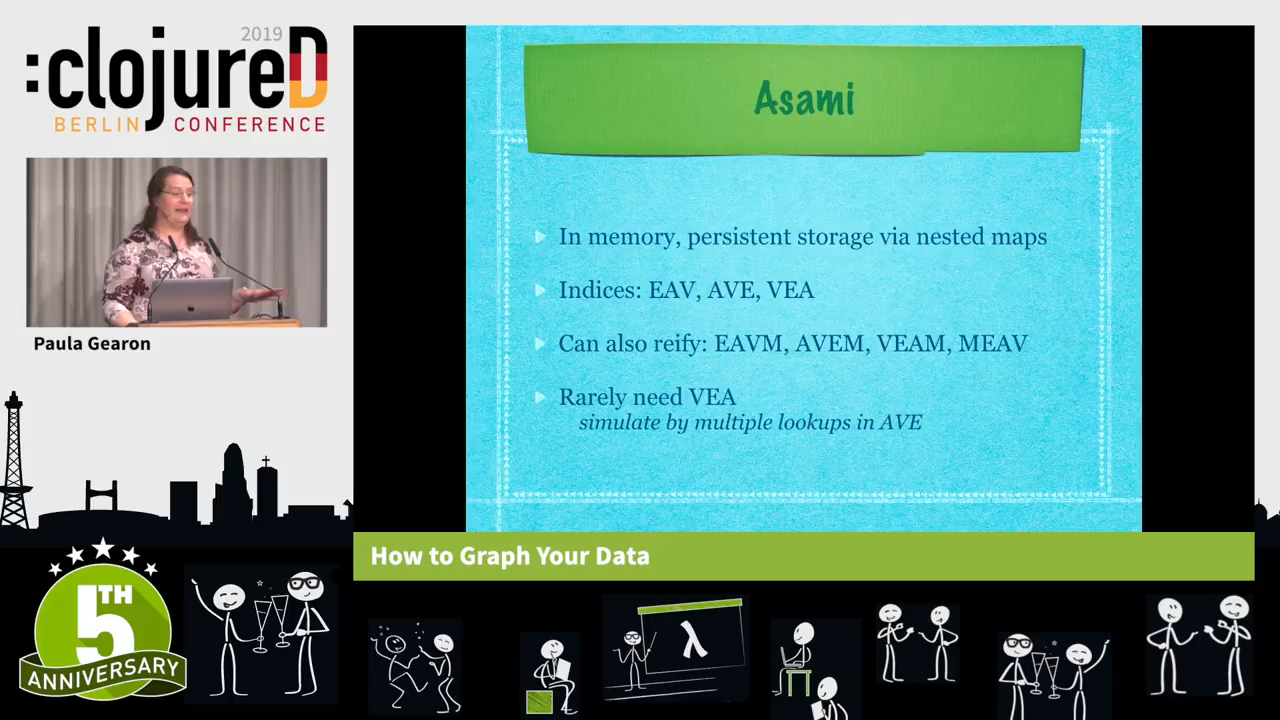 2019
:clojureD
BERLIN CONFERENCE
Paula Gearon
Asami
In memory, persistent storage via nested maps
Indices: EAV, AVE, VEA
Can also reify: EAVM, AVEM, VEAM, MEAV
Rarely need VEA
simulate by multiple lookups in AVE
How to Graph Your Data
5TH
ANNIVERSARY
λ